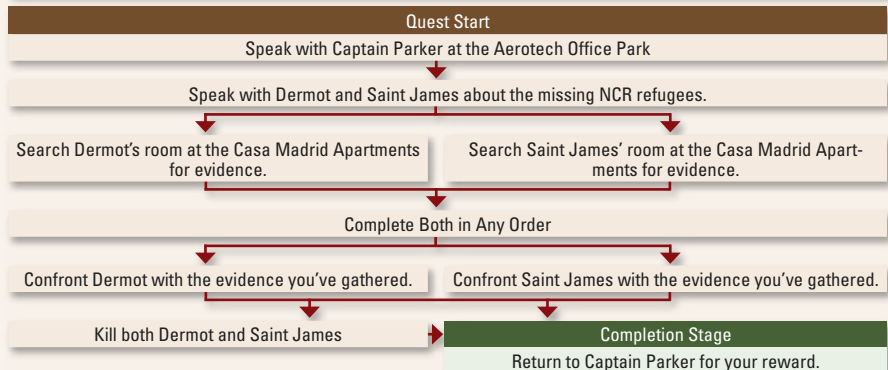 Quest Start
Speak with Captain Parker at the Aerotech Office Park
Speak with Dermot and Saint James about the missing NCR refugees.
Search Dermot's room at the Casa Madrid Apartments
for evidence.
Search Saint James' room at the Casa Madrid Apart-
ments for evidence.
Complete Both in Any Order
Confront Dermot with the evidence you've gathered.
Confront Saint James with the evidence you've gathered.
Kill both Dermot and Saint James
Completion Stage
Return to Captain Parker for your reward.